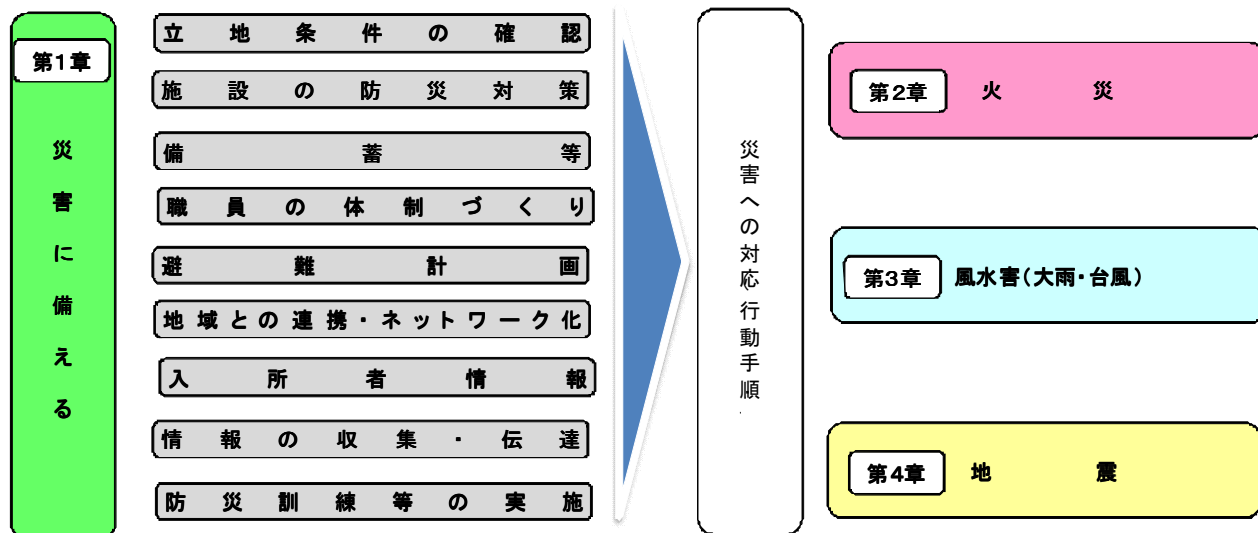 第1章
災害に備える
立地条件の確認
施設の防災対策
備蓄等
職員の体制づくり
避難計画
地域との連携・ネットワーク化
入所者情報
情報の収集・伝達
防災訓練等の実施
災害への対応(行動手順
第2章 火災
第3章 風水害(大雨・台風)
第4章 地震